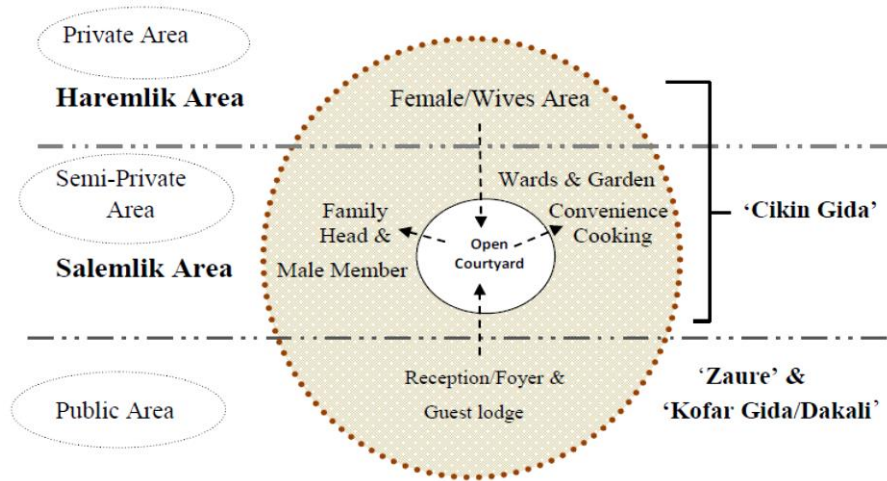 Private Area
Haremlik Area
Female/Wives Area
Semi-Private
Area
Salemlik Area
Wards & Garden
Family
Head &
Male Member
Convenience
Cooking
Open
Courtyard
'Cikin Gida'
Public Area
Reception/Foyer &
Guest lodge
'Zaure' &
'Kofar Gida/Dakali'